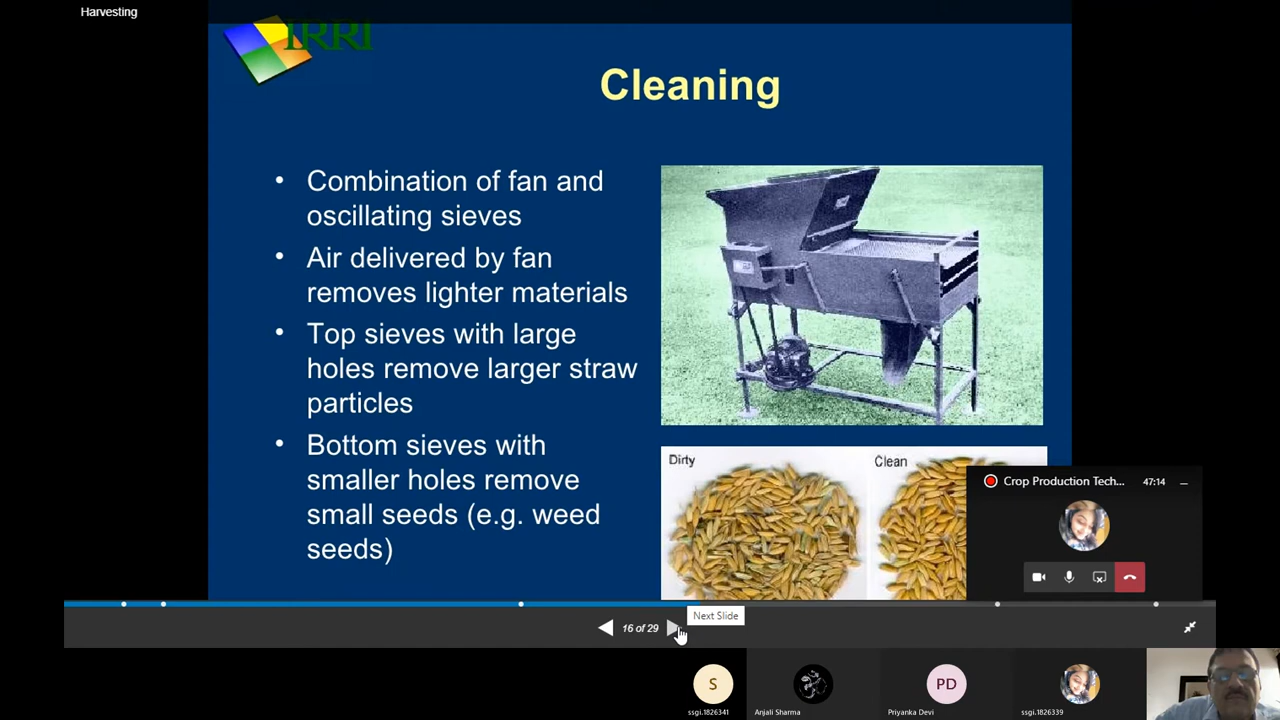 Harvesting
IRRI
Cleaning
• Combination of fan and
oscillating sieves
• Air delivered by fan
removes lighter materials
• Top sieves with large
holes remove larger straw
particles
• Bottom sieves with
smaller holes remove
small seeds (e.g. weed
seeds)
Dirty
Clean
Crop Production Tech...
47:14
Next Slide
16 of 29
S
PD
ssgi.1826341
Anjali Sharma
Priyanka Devi
ssgi.1826339